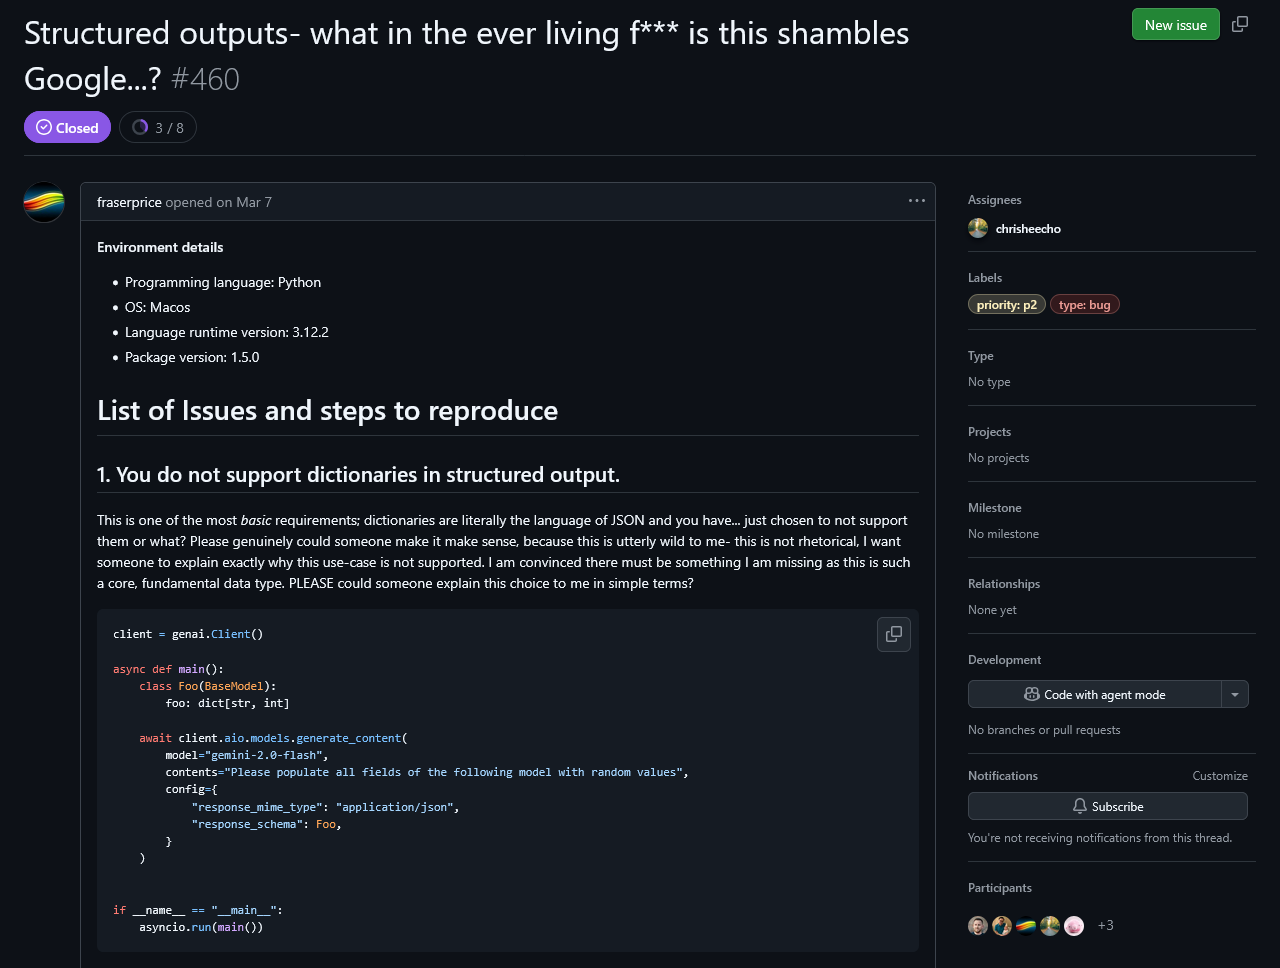 Structured outputs- what in the ever living f*** is this shambles
Google...? #460
New issue
Closed
3 / 8
fraserprice opened on Mar 7
Environment details
• Programming language: Python
• OS: Macos
• Language runtime version: 3.12.2
• Package version: 1.5.0
List of Issues and steps to reproduce
1. You do not support dictionaries in structured output.
This is one of the most basic requirements; dictionaries are literally the language of JSON and you have... just chosen to not support
them or what? Please genuinely could someone make it make sense, because this is utterly wild to me- this is not rhetorical, I want
someone to explain exactly why this use-case is not supported. I am convinced there must be something I am missing as this is such
a core, fundamental data type. PLEASE could someone explain this choice to me in simple terms?
client = genai.Client()
async def main():
    class Foo(BaseModel):
        foo: dict[str, int]
    await client.aio.models.generate_content(
        model="gemini-2.0-flash",
        contents="Please populate all fields of the following model with random values",
        config={
            "response_mime_type": "application/json",
            "response_schema": Foo,
        }
    )
if __name__ == "__main__":
    asyncio.run(main())
Assignees
chrisheecho
Labels
priority: p2 type: bug
Type
No type
Projects
No projects
Milestone
No milestone
Relationships
None yet
Development
Code with agent mode
No branches or pull requests
Notifications Customize
Subscribe
You're not receiving notifications from this thread.
Participants
+3